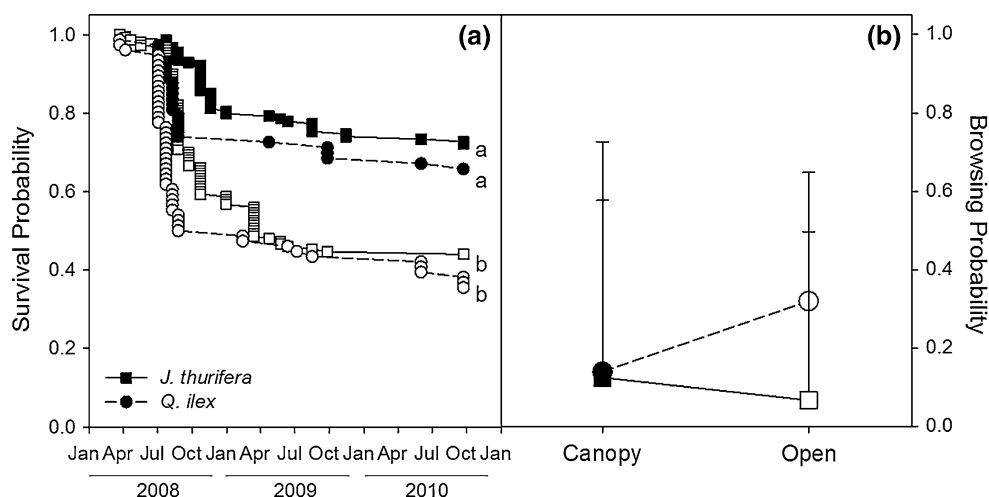 (a)
(b)
Survival Probability
Browsing Probability
1.0
0.8
0.6
0.4
0.2
0.0
a
a
b
b
J. thurifera
Q. ilex
Jan Apr Jul Oct Jan Apr Jul Oct Jan Apr Jul Oct Jan
2008 2009 2010
Canopy Open
1.0
0.8
0.6
0.4
0.2
0.0